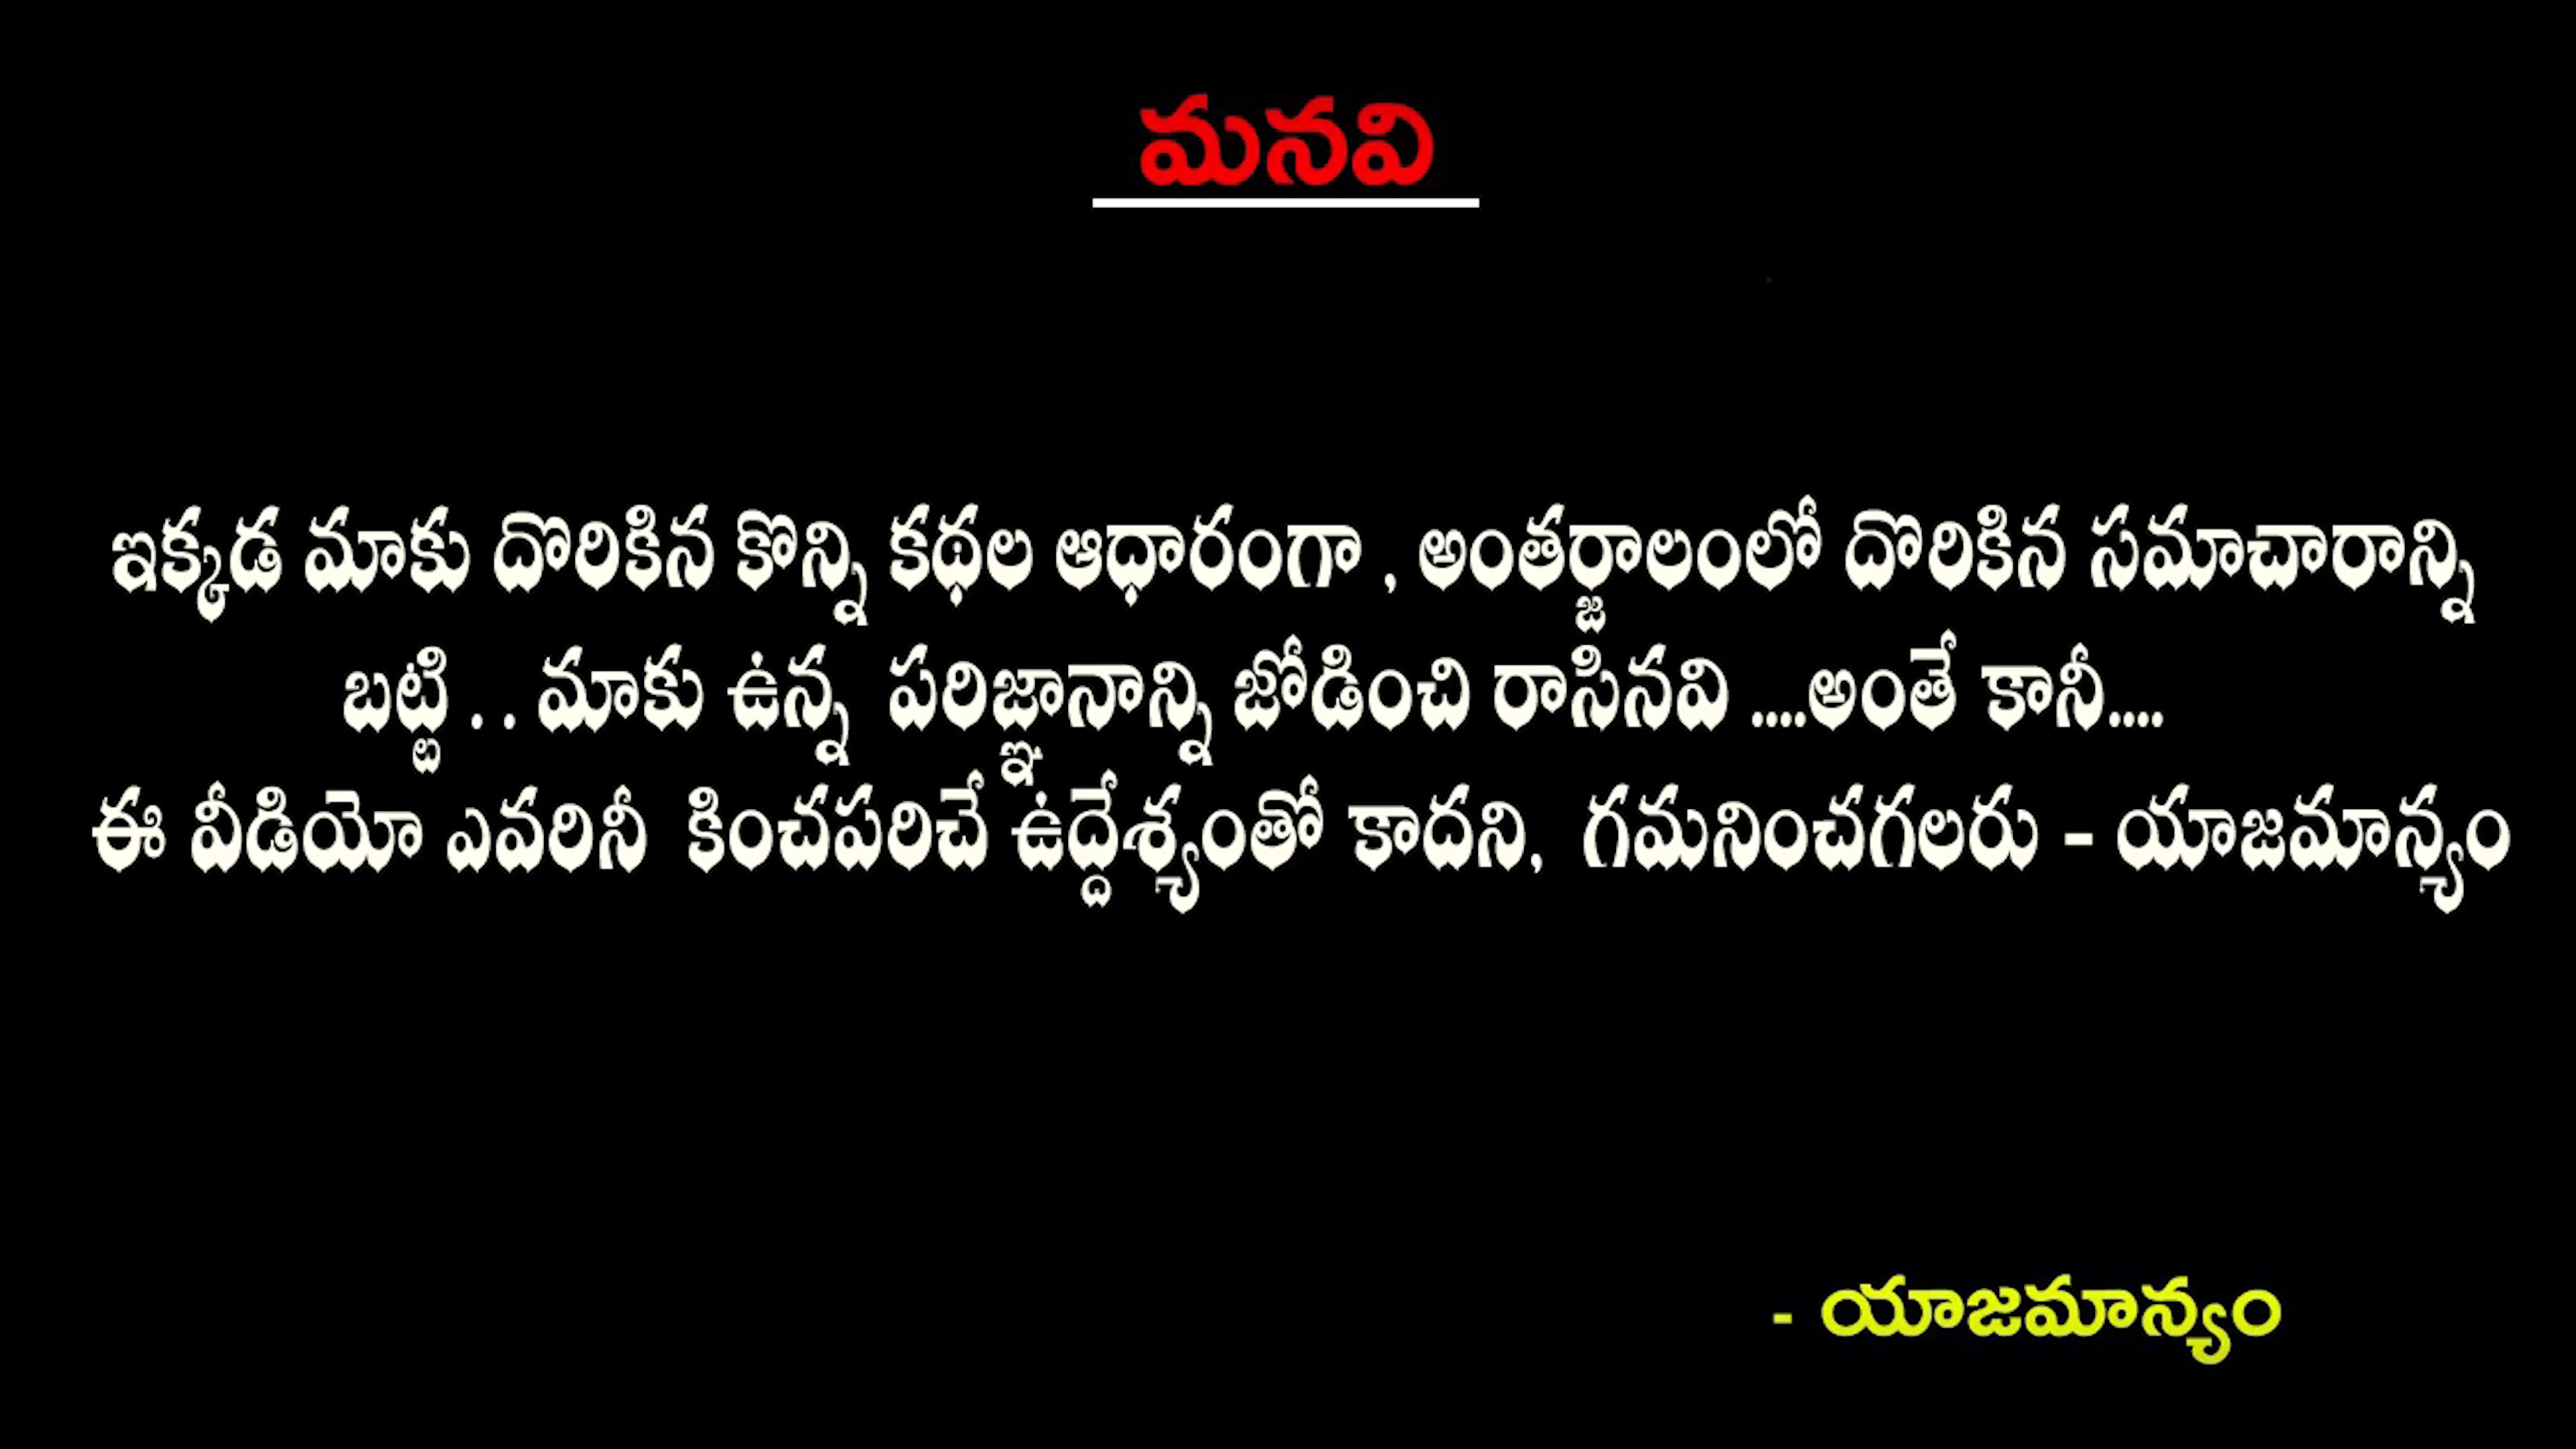 మనవి
ఇక్కడ మాకు దొరికిన కొన్ని కథల ఆధారంగా , అంతర్జాలంలో దొరికిన సమాచారాన్ని
బట్టి . . మాకు ఉన్న పరిజ్ఞానాన్ని జోడించి రాసినవి ....అంతే కానీ....
ఈ వీడియో ఎవరినీ కించపరిచే ఉద్దేశ్యంతో కాదని, గమనించగలరు - యాజమాన్యం
- యాజమాన్యం